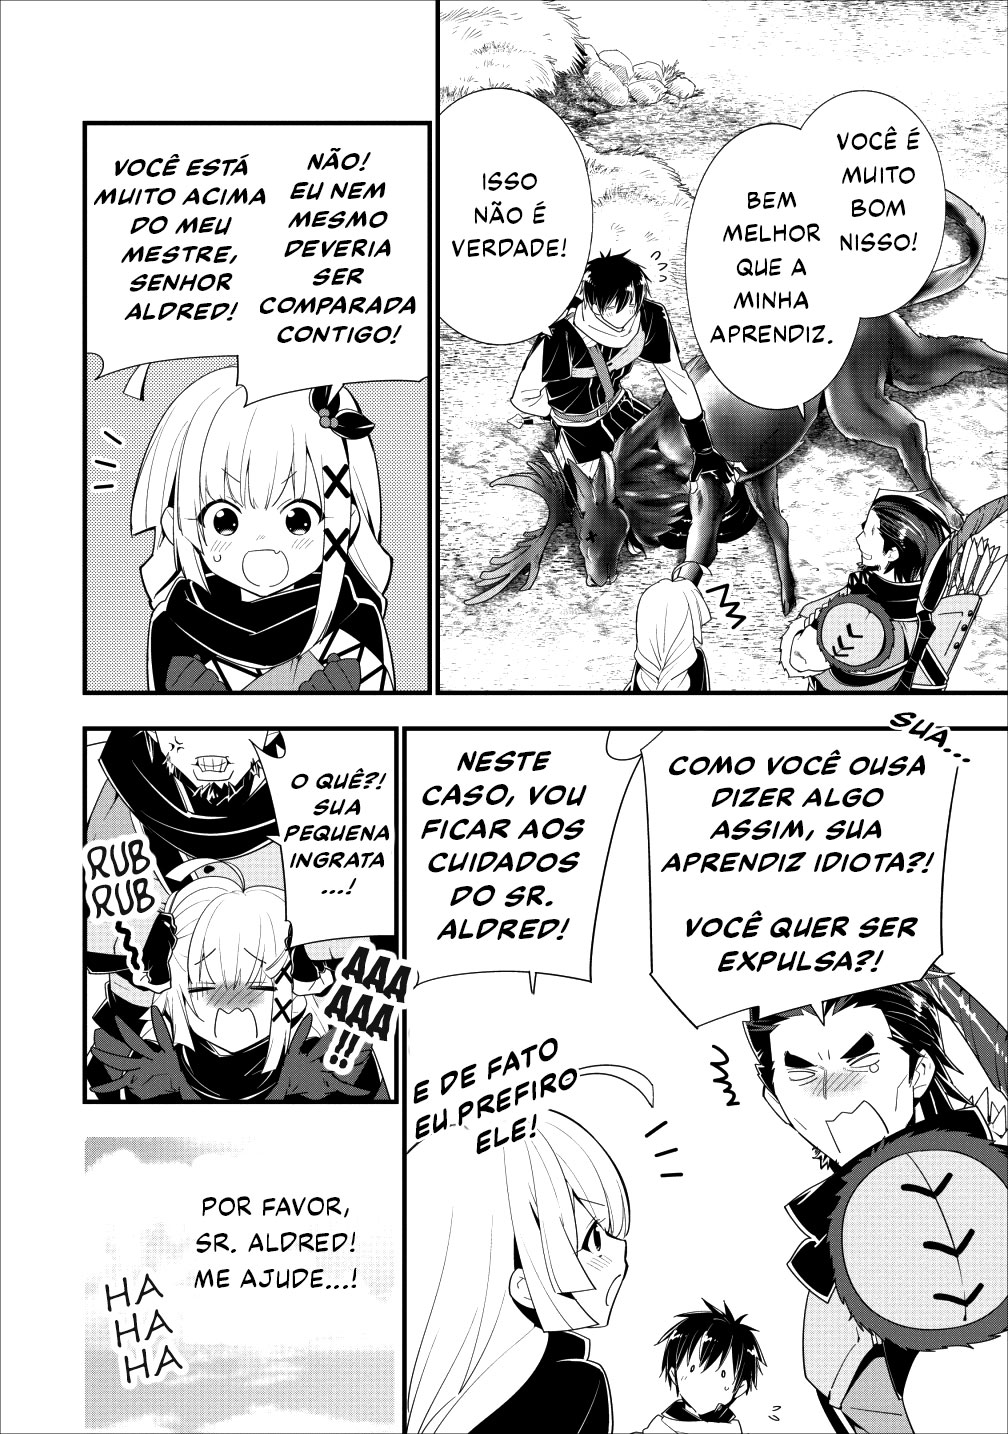 VOCÊ É
MUITO
BOM
NISSO!
BEM
MELHOR
QUE A
MINHA
APRENDIZ.
ISSO
NÃO É
VERDADE!
NÃO!
EU NEM
MESMO
DEVERIA
SER
COMPARADA
CONTIGO!
VOCÊ ESTÁ
MUITO ACIMA
DO MEU
MESTRE,
SENHOR
ALDRED!
SUA...
COMO VOCÊ OUSA
DIZER ALGO
ASSIM, SUA
APRENDIZ IDIOTA?!
VOCÊ QUER SER
EXPULSA?!
NESTE
CASO, VOU
FICAR AOS
CUIDADOS
DO SR.
ALDRED!
E DE FATO
EU PREFIRO
ELE!
O QUÊ?!
SUA
PEQUENA
INGRATA
...!
RUB
RUB
AAA
AAA
AAA
!!!
POR FAVOR,
SR. ALDRED!
ME AJUDE...!
HA
HA
HA